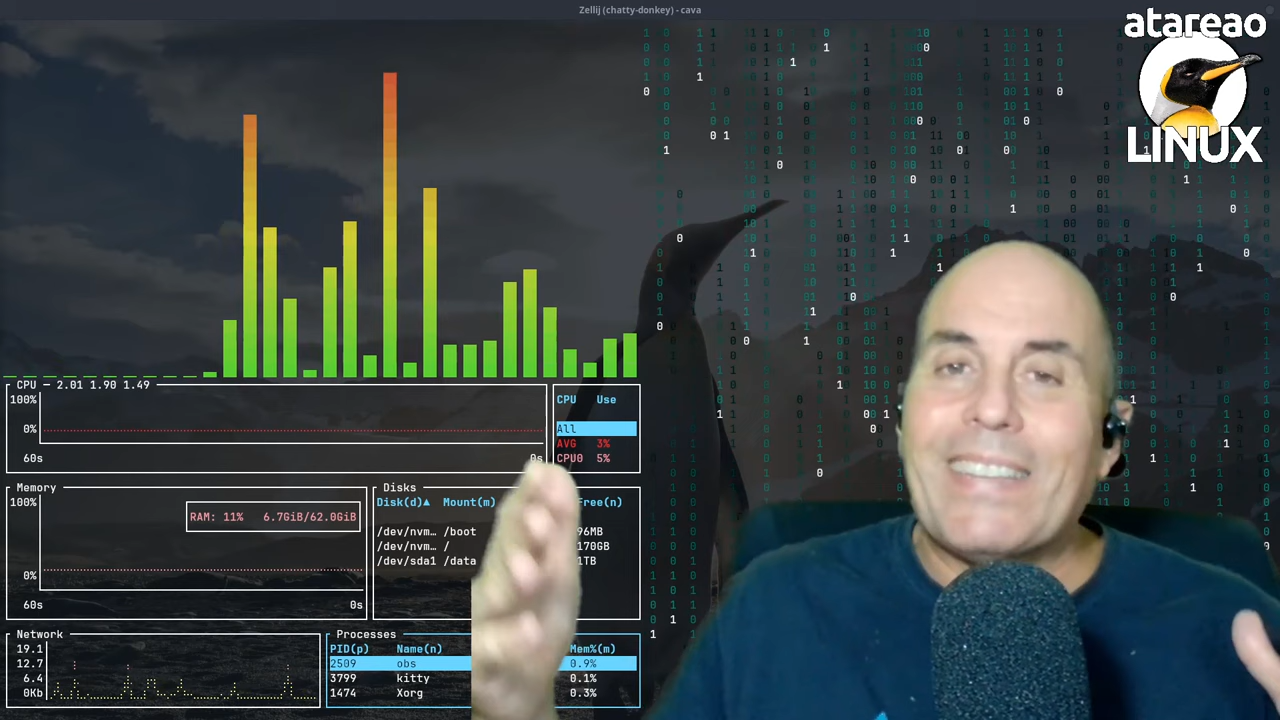 Zellij (chatty-donkey) - cava
atareao
LINUX
CPU — 2.01 1.90 1.49
100%
0%
60s 0s
CPU Use
All
AVG 3%
CPU0 5%
Memory
100%
RAM: 11% 6.7GiB/62.0GiB
0%
60s 0s
Disks
Disk(d)▲ Mount(m) Free(n)
/dev/nvm… /boot 96MB
/dev/nvm… / 170GB
/dev/sda1 /data 1TB
Network
19.1
12.7
6.4
0Kb
Processes
PID(p) Name(n) Mem%(m)
2509 obs 0.9%
3799 kitty 0.1%
1474 Xorg 0.3%